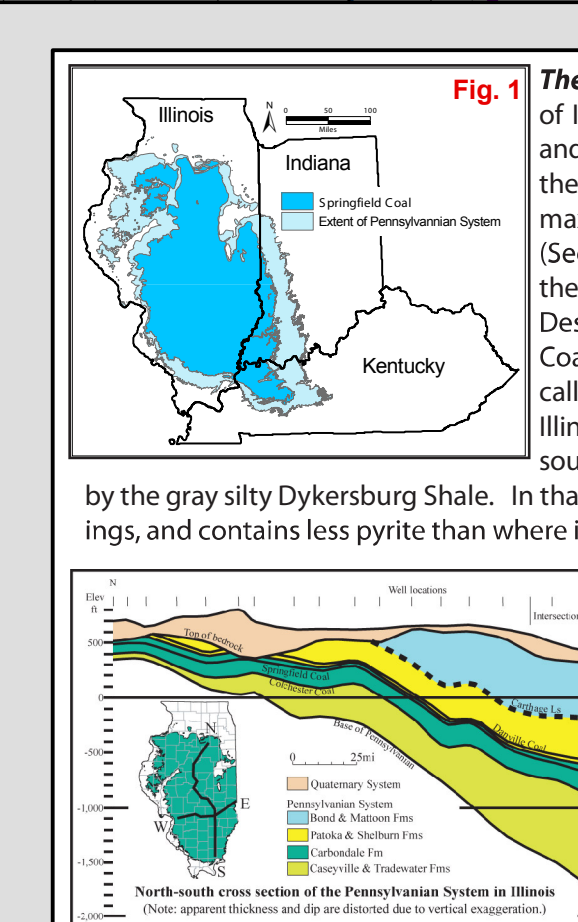 Fig. 1
Illinois
N
0 50 100
Miles
Indiana
Springfield Coal
Extent of Pennsylvannian System
Kentucky
The
of I
and
the
ma
(Se
the
Des
Coa
call
Illin
sou
by the gray silty Dykersburg Shale. In tha
ings, and contains less pyrite than where i
N
Elev
ft
Well locations
Intersection
500
Top of bedrock
Springfield Coal
Colchester Coal
0
Carthage Ls
Base of Pennsylvanian
Danville Coal
N
-500
0 25mi
Quaternary System
Pennsylvanian System
E
-1,000
Bond & Mattoon Fms
W
Patoka & Shelburn Fms
Carbondale Fm
-1,500
Caseyville & Tradewater Fms
S
North-south cross section of the Pennsylvanian System in Illinois
(Note: apparent thickness and dip are distorted due to vertical exaggeration.)
-2,000